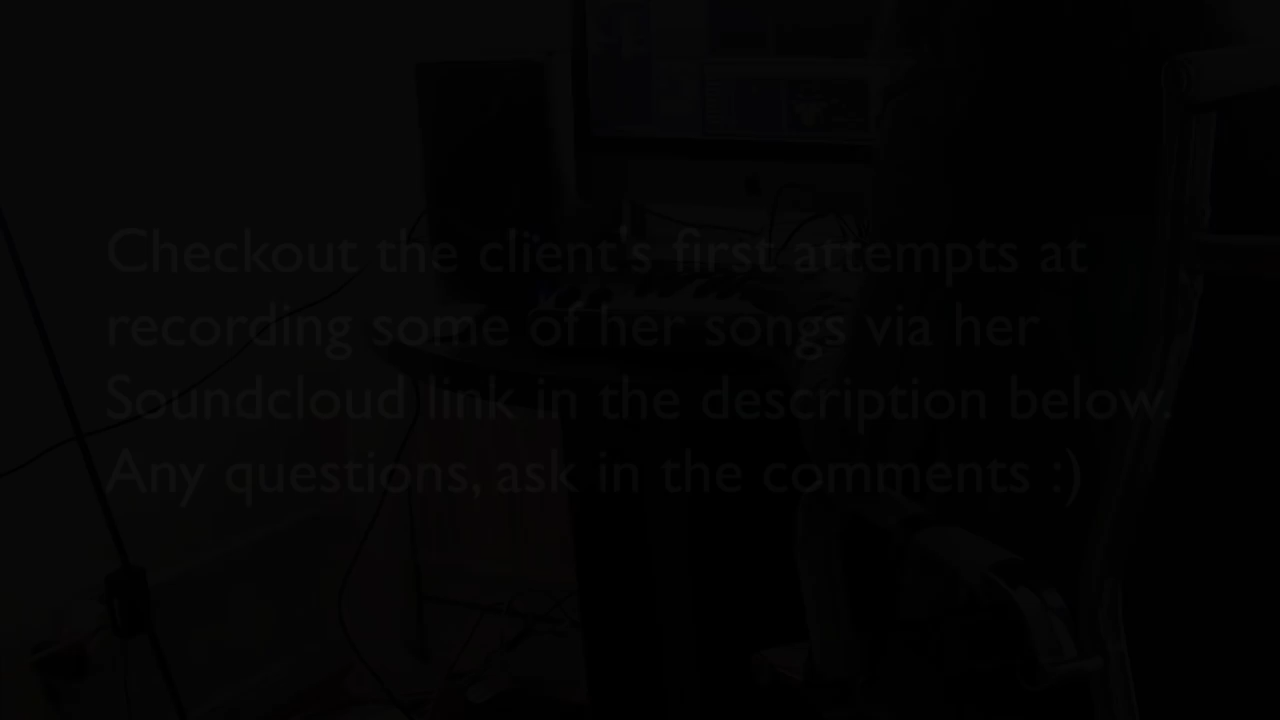 Checkout the client's first attempts at
recording some of her songs via her
Soundcloud link in the description below.
Any questions, ask in the comments :)